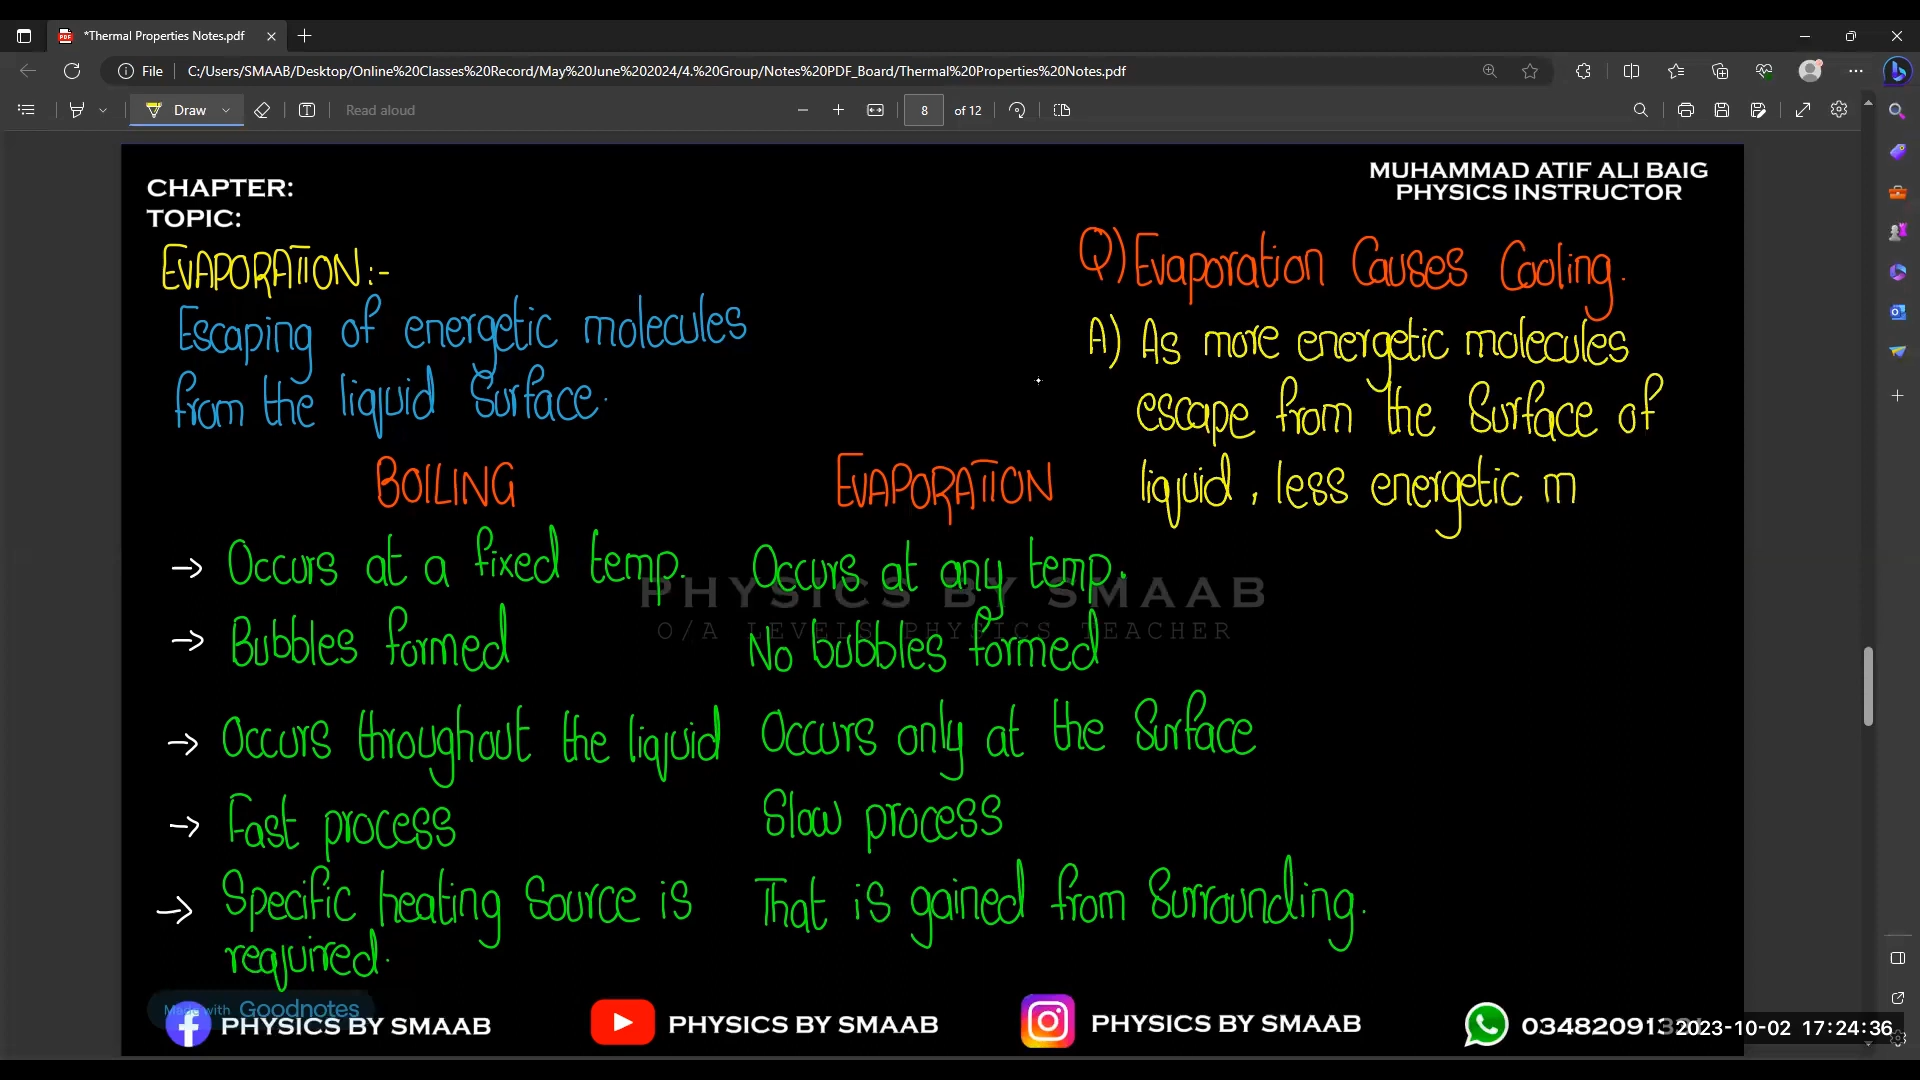 *Thermal Properties Notes.pdf
File
C:/Users/SMAAB/Desktop/Online%20Classes%20Record/May%20June%202024/4.%20Group/Notes%20PDF_Board/Thermal%20Properties%20Notes.pdf
Draw
Read aloud
8 of 12
CHAPTER:
TOPIC:
MUHAMMAD ATIF ALI BAIG
PHYSICS INSTRUCTOR
EVAPORATION:-
Escaping of energetic molecules
from the liquid Surface.
Q) Evaporation Causes Cooling.
A) As more energetic molecules
escape from the Surface of
liquid, less energetic m
BOILING EVAPORATION
→ Occurs at a fixed temp. Occurs at any temp.
PHYSICS BY SMAAB
O/A LEVELS PHYSICS TEACHER
→ Bubbles formed No bubbles formed
→ Occurs throughout the liquid Occurs only at the Surface
→ Fast process Slow process
→ Specific heating Source is That is gained from Surrounding.
required.
Made with Goodnotes
PHYSICS BY SMAAB PHYSICS BY SMAAB PHYSICS BY SMAAB
2023-10-02 17:24:36